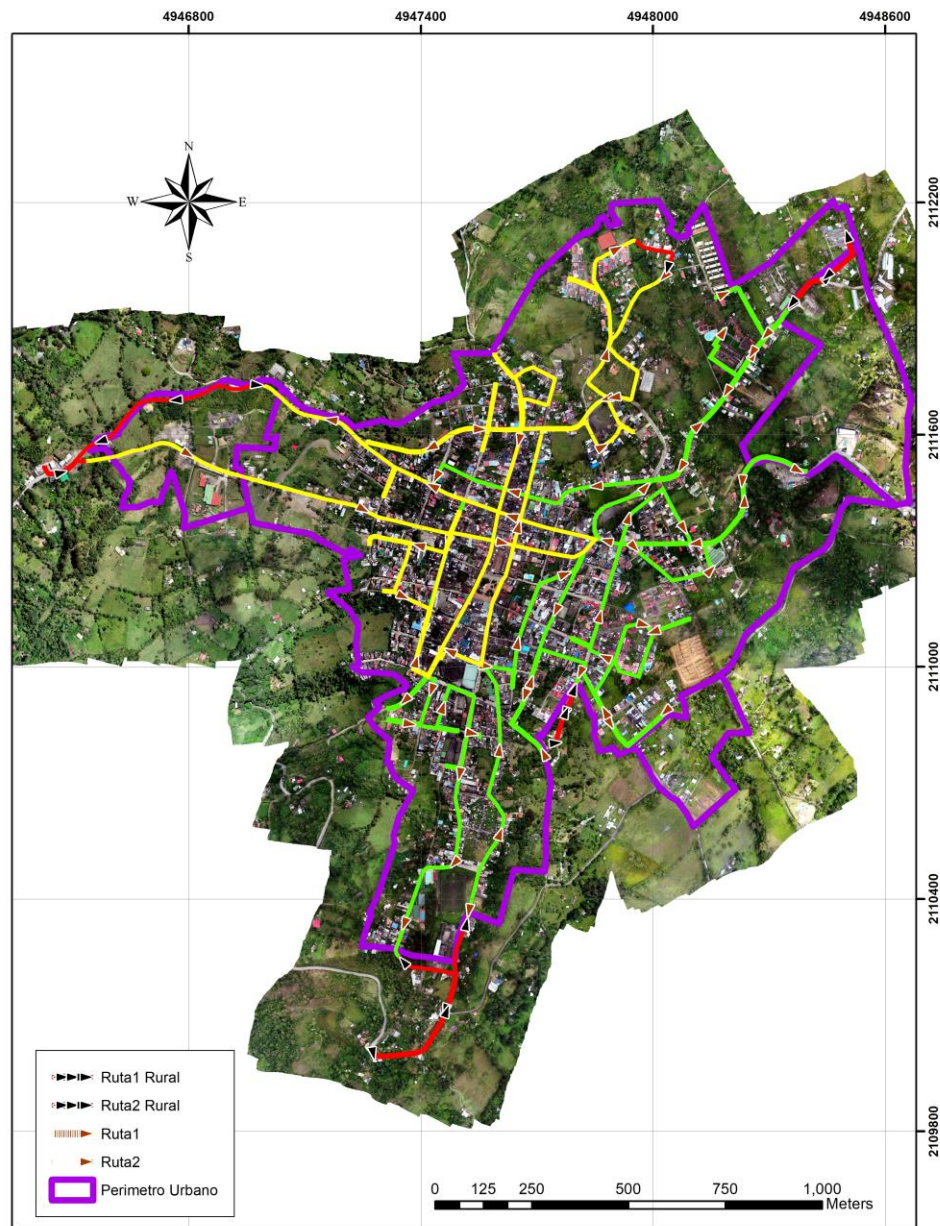 4946800 4947400 4948000 4948600
N
W E
S
2112200
2111600
2111000
2110400
2109800
Ruta1 Rural
Ruta2 Rural
Ruta1
Ruta2
Perimetro Urbano
0 125 250 500 750 1,000
Meters